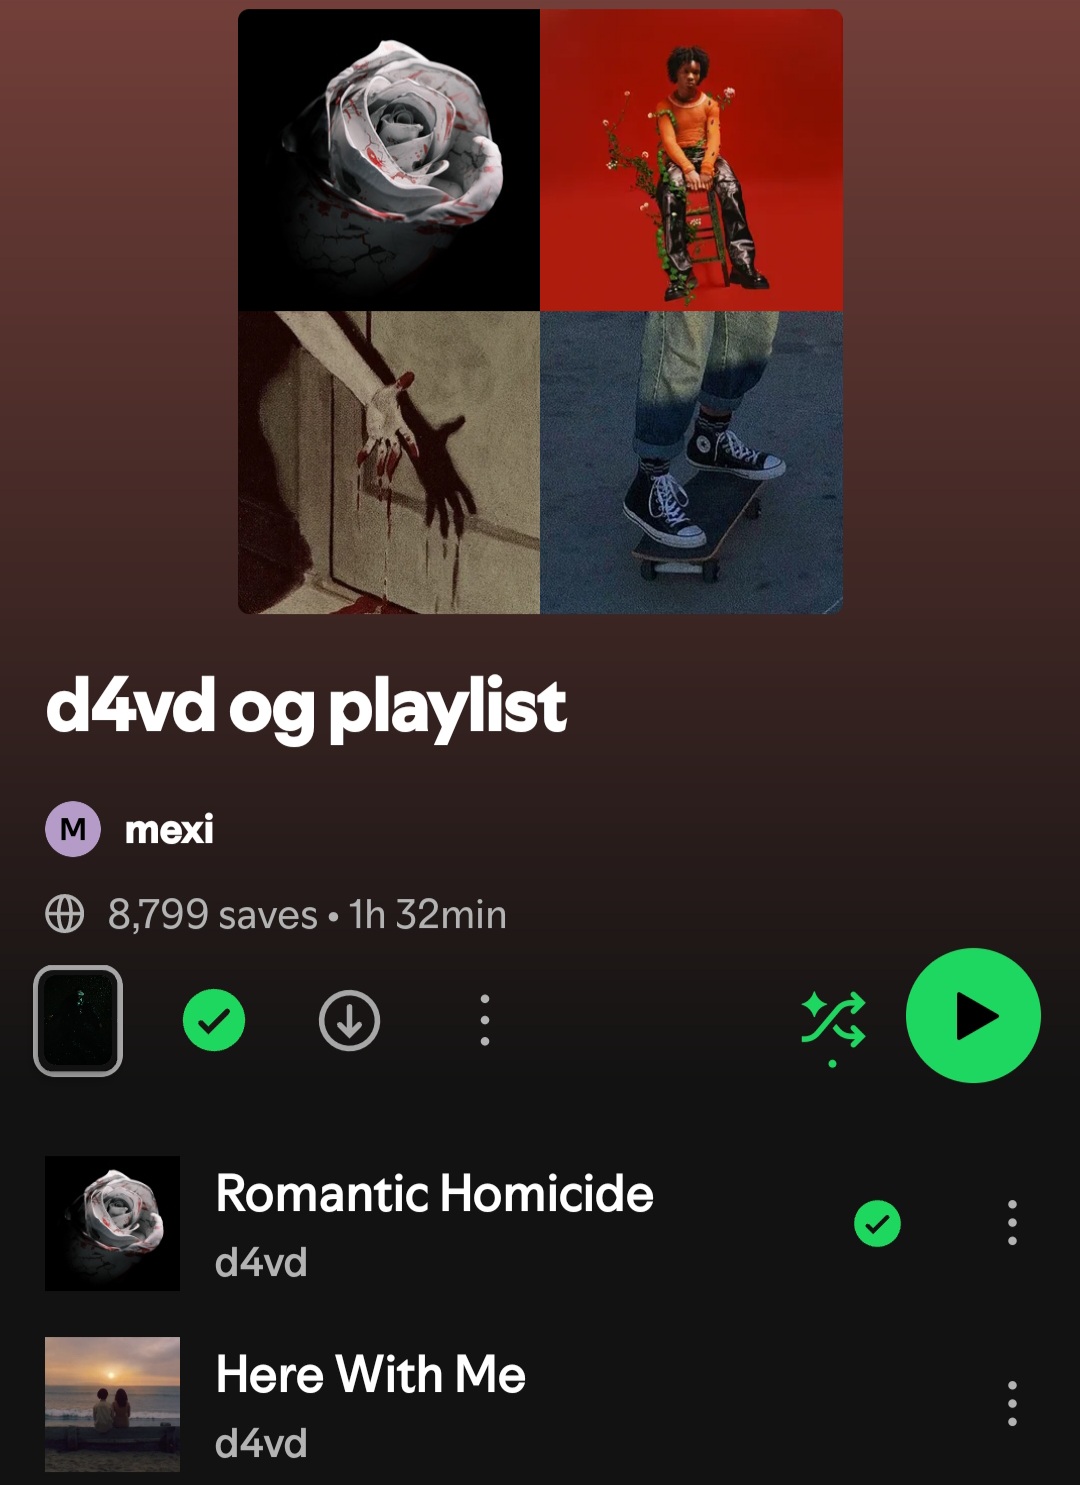 d4vd og playlist
M mexi
8,799 saves • 1h 32min
Romantic Homicide
d4vd
Here With Me
d4vd